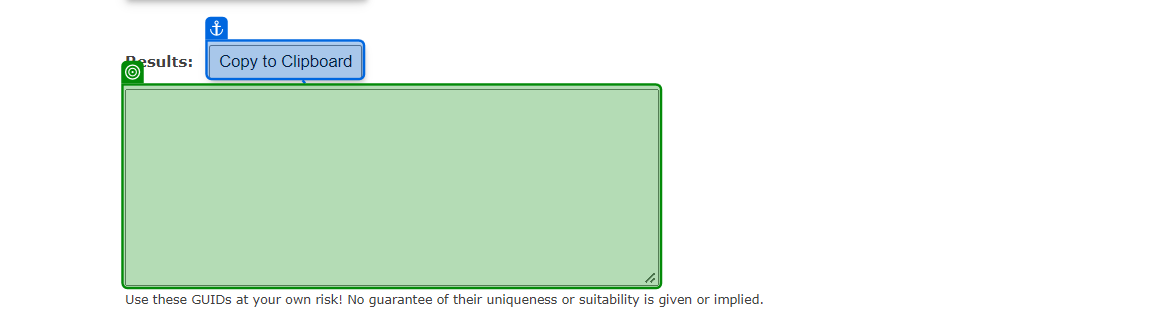 Results: Copy to Clipboard
Use these GUIDs at your own risk! No guarantee of their uniqueness or suitability is given or implied.